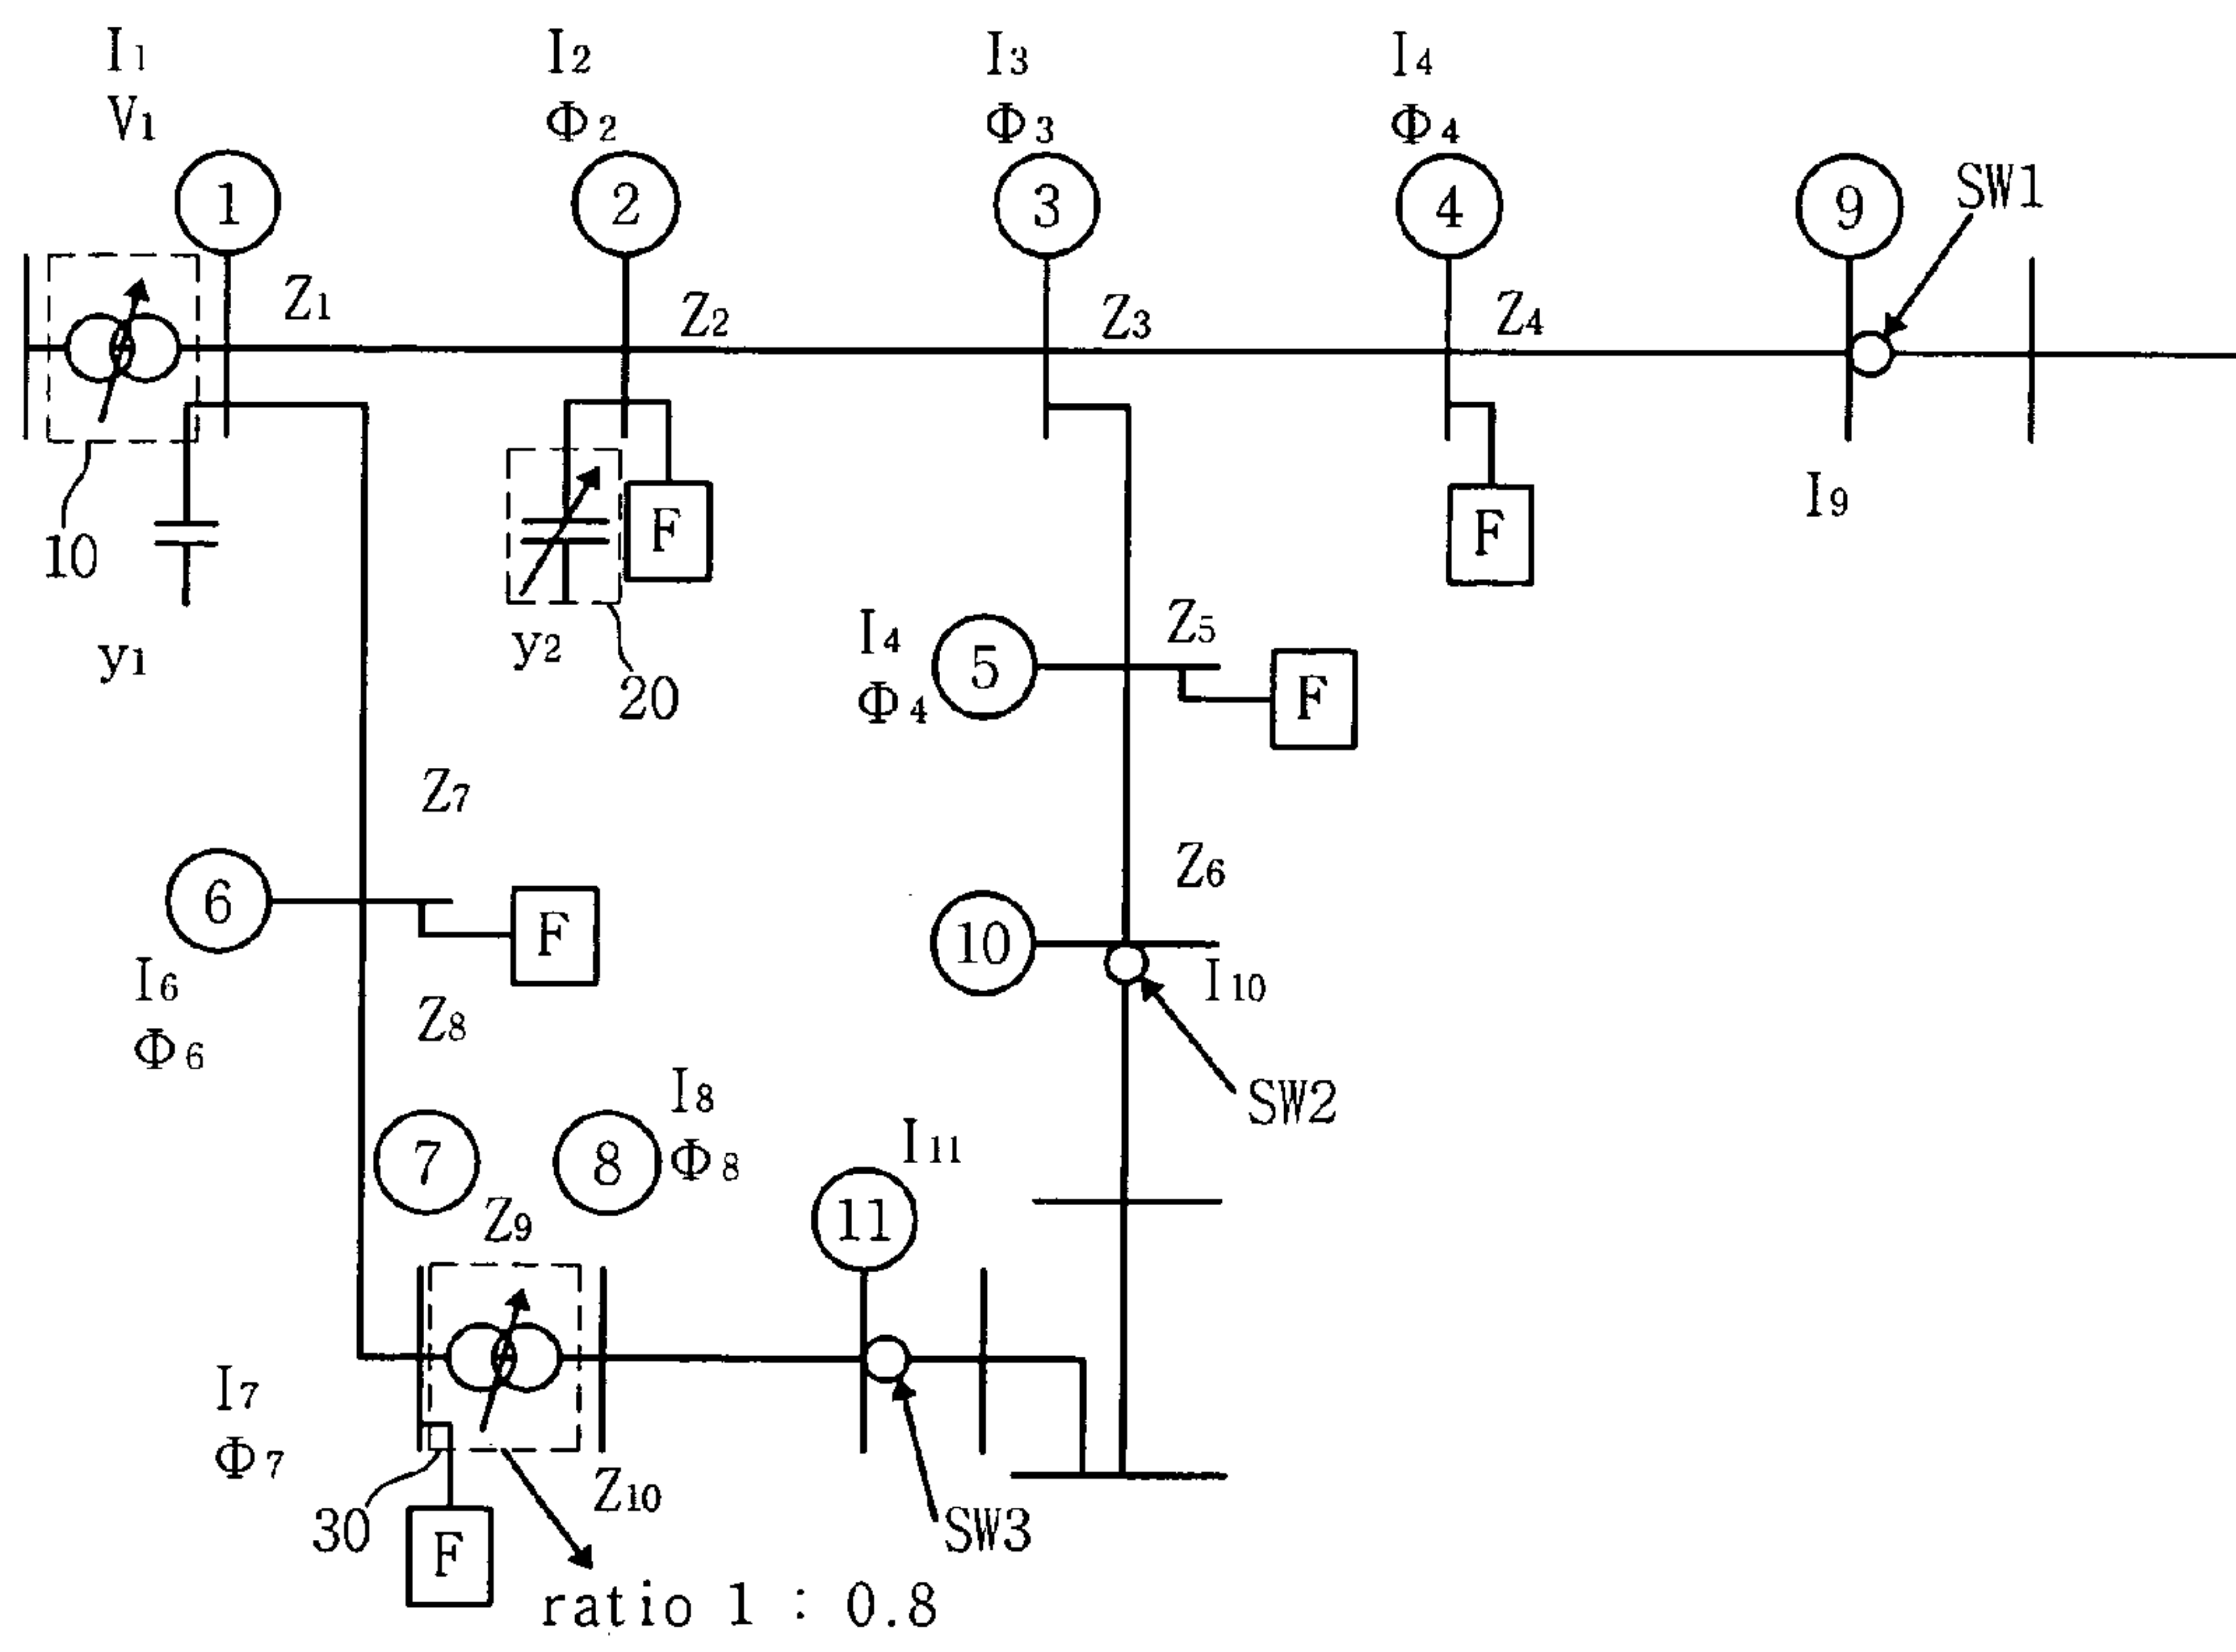 I1
V1
I2
Φ2
I3
Φ3
I4
Φ4
1
2
3
4
9
SW1
Z1
Z2
Z3
Z4
10
y1
F
y2
20
F
I9
I4
Φ4
5
Z5
F
Z7
6
F
I6
Φ6
Z8
Z6
10
I10
SW2
7
8
I8
Φ8
Z9
I11
11
I7
Φ7
30
F
Z10
SW3
ratio 1 : 0.8